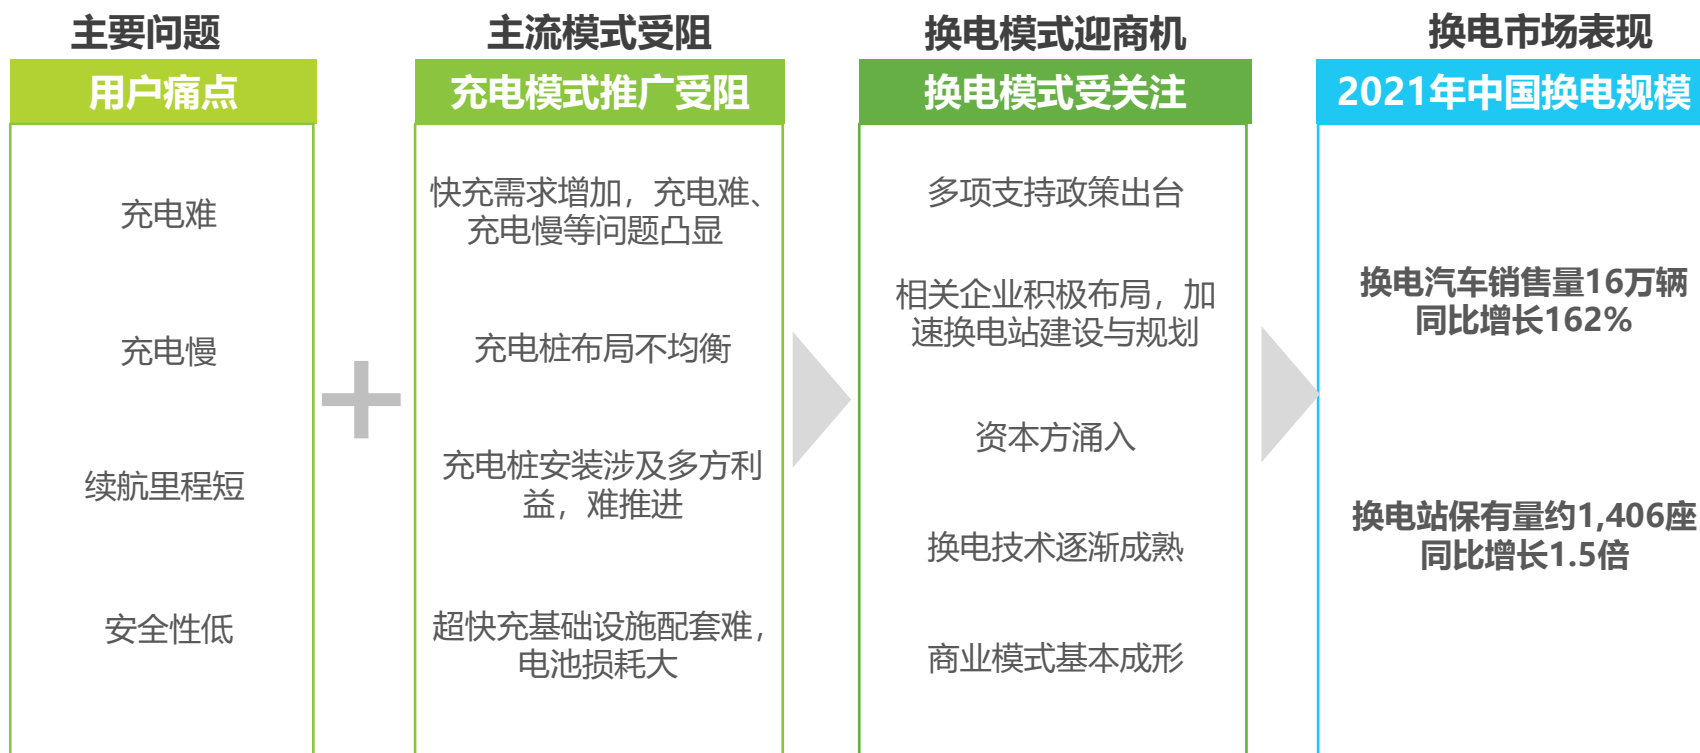 主要问题
用户痛点
充电难
充电慢
续航里程短
安全性低
主流模式受阻
充电模式推广受阻
快充需求增加，充电难、
充电慢等问题凸显
充电桩布局不均衡
充电桩安装涉及多方利
益，难推进
超快充基础设施配套难，
电池损耗大
换电模式迎商机
换电模式受关注
多项支持政策出台
相关企业积极布局，加
速换电站建设与规划
资本方涌入
换电技术逐渐成熟
商业模式基本成形
换电市场表现
2021年中国换电规模
换电汽车销售量16万辆
同比增长162%
换电站保有量约1,406座
同比增长1.5倍